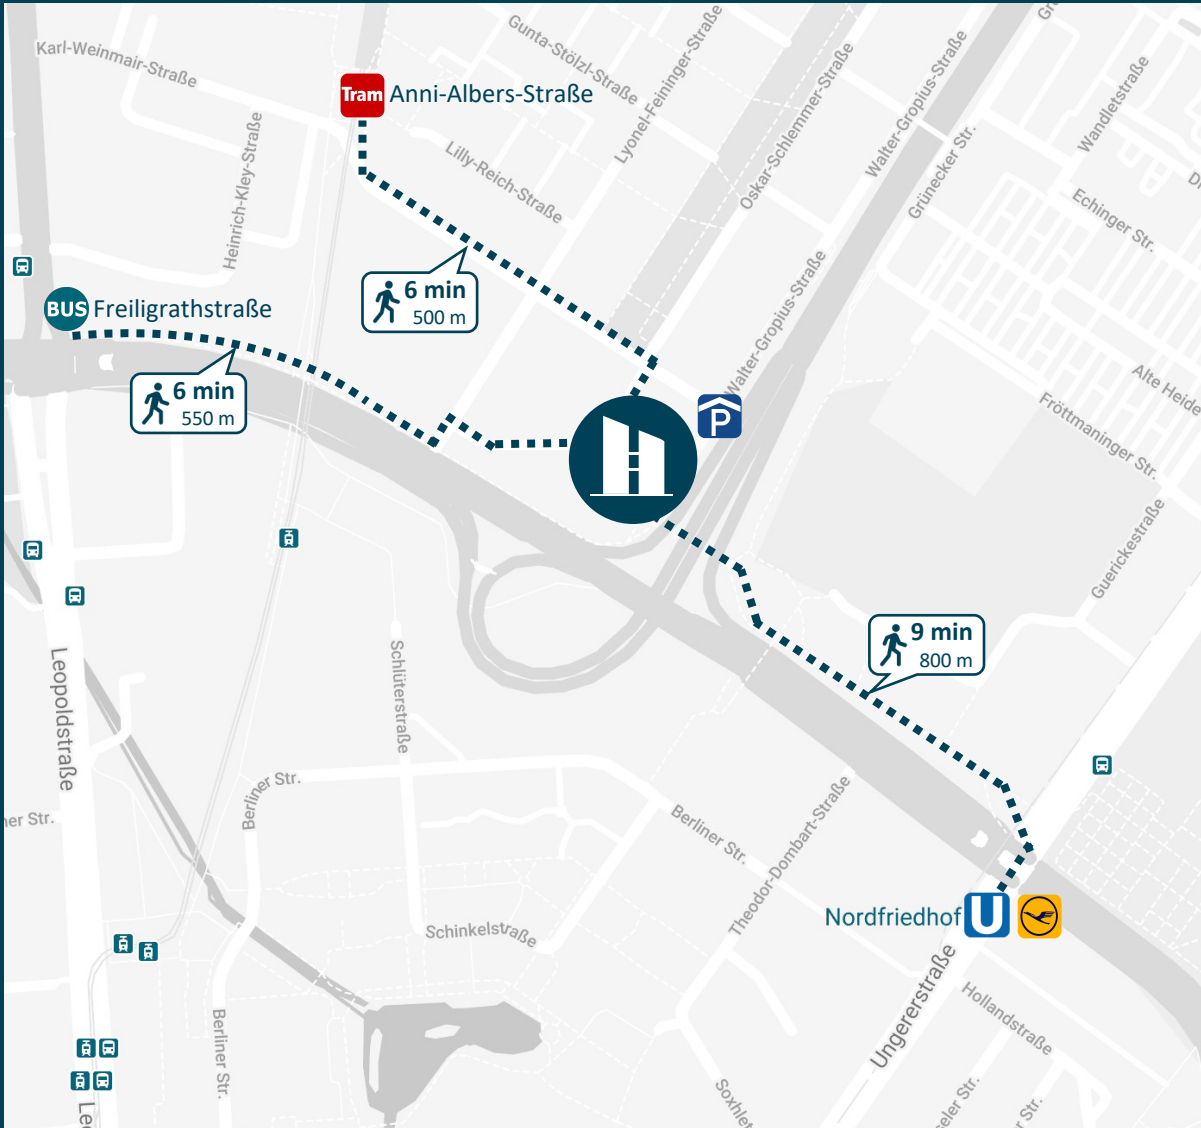 Karl-Weinmair-Straße
Gunta-Stölzl-Straße
Lyonel-Feininger-Straße
Oskar-Schlemmer-Straße
Walter-Gropius-Straße
Grünecker Str.
Wandletstraße
Echinger Str.
Tram Anni-Albers-Straße
Heinrich-Kley-Straße
Lilly-Reich-Straße
6 min
500 m
BUS Freiligrathstraße
6 min
550 m
Walter-Gropius-Straße
P
Alte Heide
Fröttmaninger Str.
Guerickestraße
9 min
800 m
Leopoldstraße
Schlüterstraße
Berliner Str.
Berliner Str.
Theodor-Dombart-Straße
Schinkelstraße
Nordfriedhof U
Ungererstraße
Hollandstraße
Berliner Str.